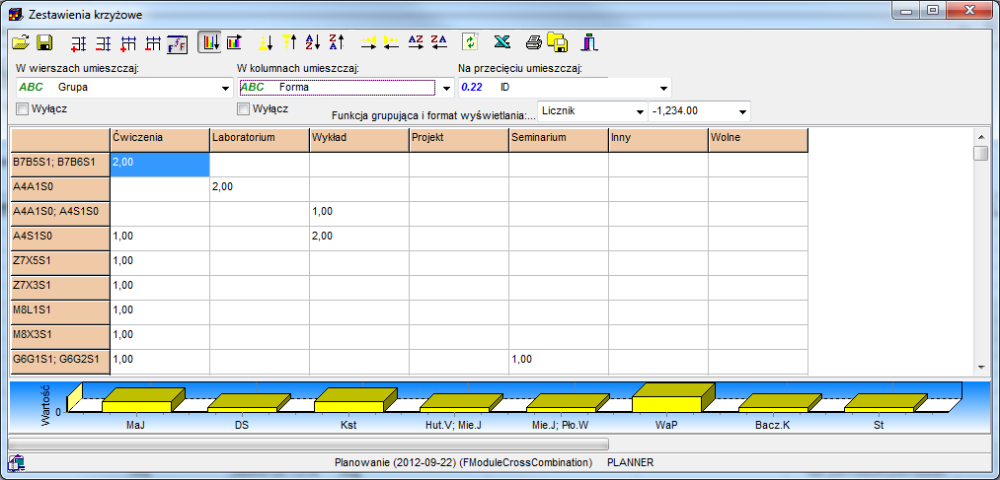 Zestawienia krzyżowe
W wierszach umieszczaj: W kolumnach umieszczaj: Na przecięciu umieszczaj:
ABC Grupa ABC Forma 0.22 ID
Wyłącz Wyłącz Funkcja grupująca i format wyświetlania:... Licznik -1,234.00
Ćwiczenia Laboratorium Wykład Projekt Seminarium Inny Wolne
B7B5S1; B7B6S1 2,00
A4A1S0 2,00
A4A1S0; A4S1S0 1,00
A4S1S0 1,00 2,00
Z7X5S1 1,00
Z7X3S1 1,00
M8L1S1 1,00
M8X3S1 1,00
G6G1S1; G6G2S1 1,00 1,00
Wartość
0
MaJ DS Kst Hut.V; Mie.J Mie.J; Pło.W WaP Bacz.K St
Planowanie (2012-09-22) (FModuleCrossCombination) PLANNER